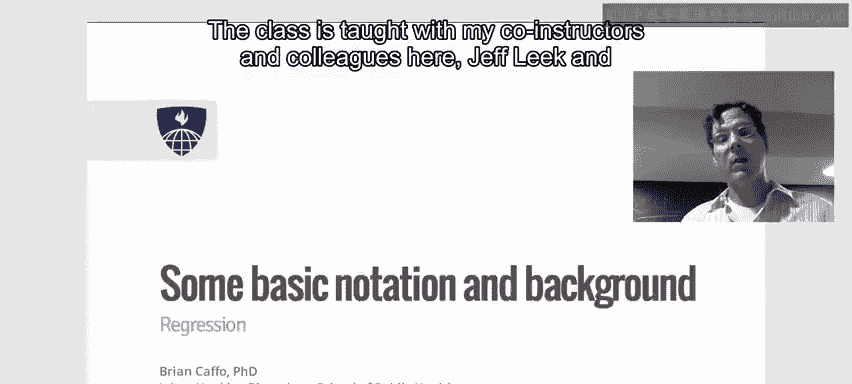 The class is taught with my co-instructors
and colleagues here, Jeff Leek and
Some basic notation and background
Regression
Brian Caffo, PhD